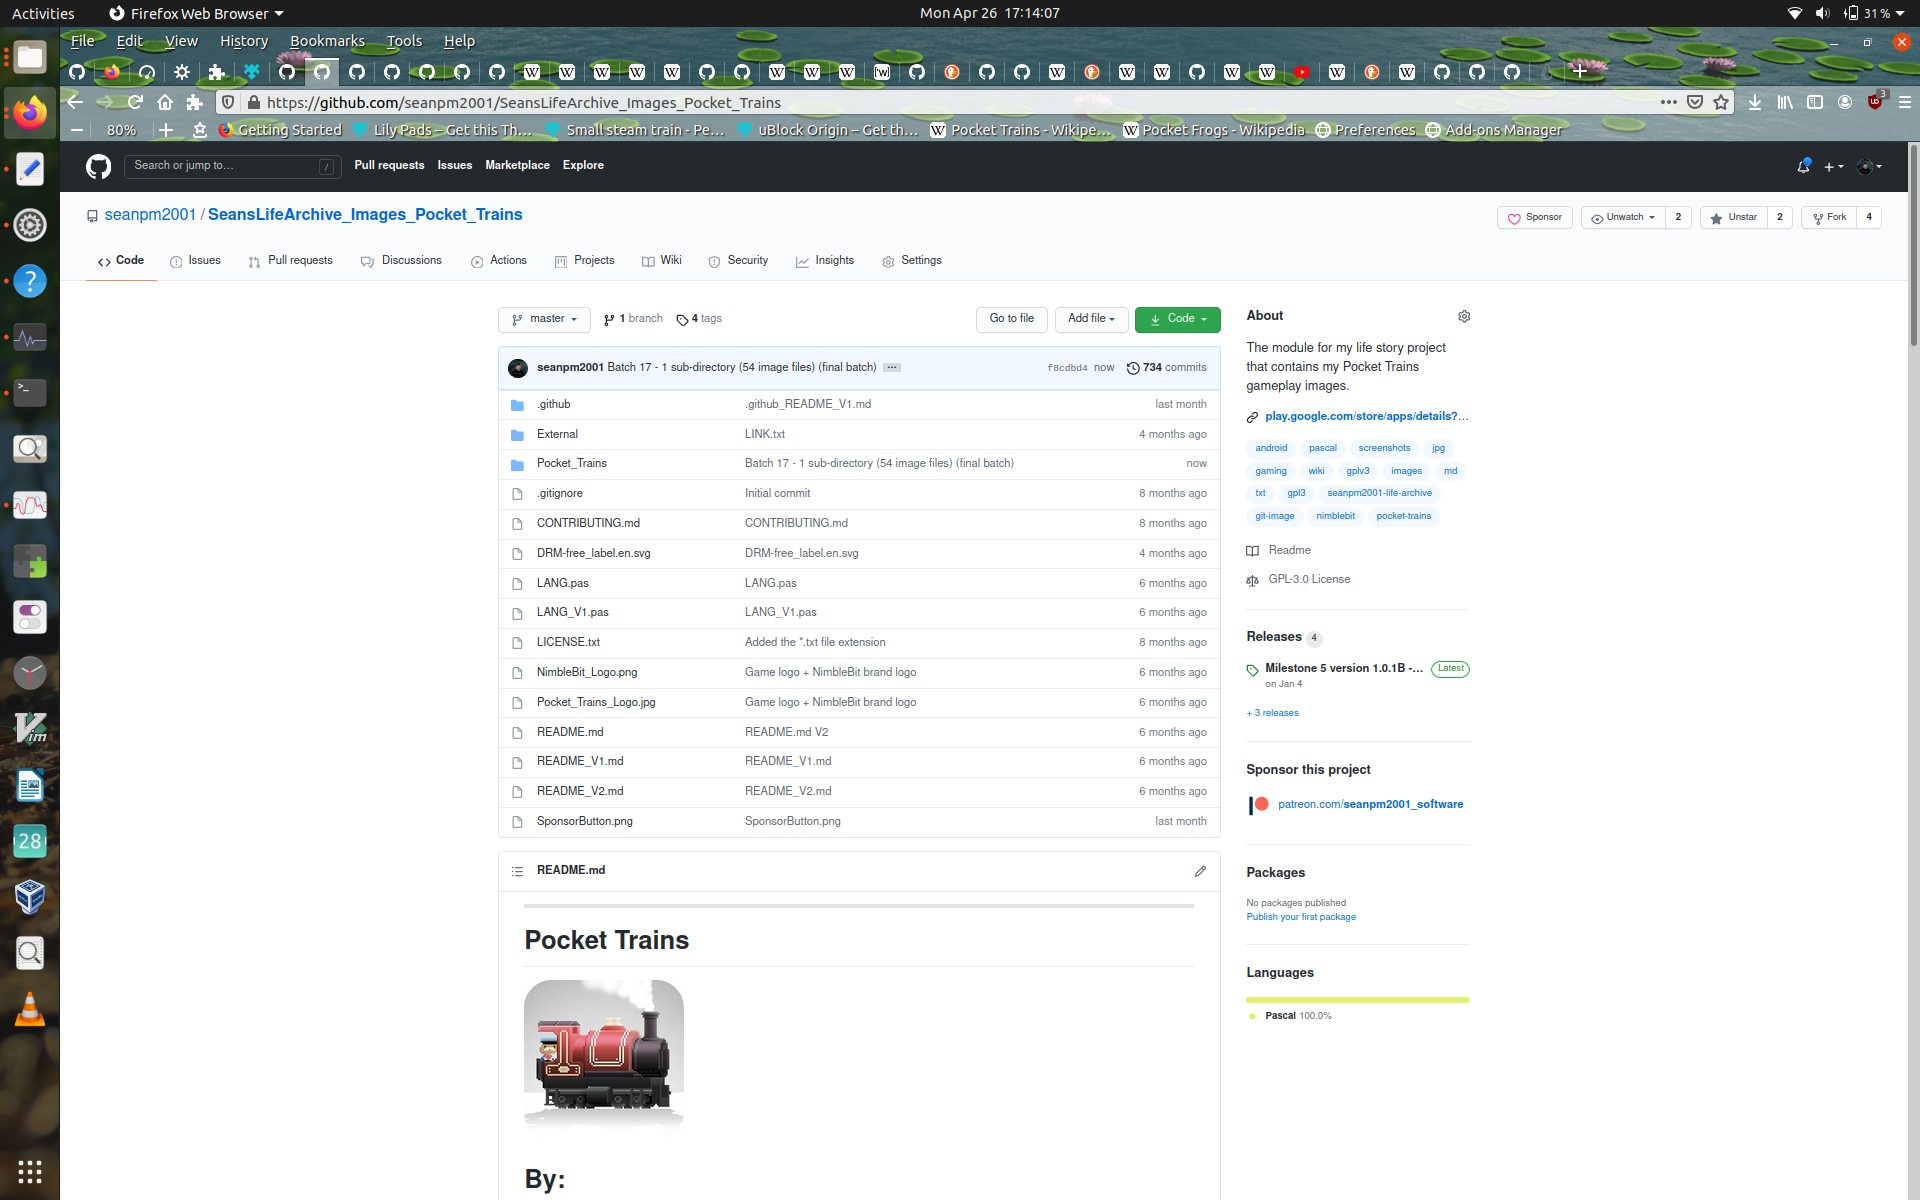 Activities Firefox Web Browser Mon Apr 26 17:14:07 31 %
File Edit View History Bookmarks Tools Help
https://github.com/seanpm2001/SeansLifeArchive_Images_Pocket_Trains 3
80% Getting Started Lily Pads – Get this Th… Small steam train - Pe… uBlock Origin – Get th… Pocket Trains - Wikipe… Pocket Frogs - Wikipedia Preferences Add-ons Manager
Search or jump to… / Pull requests Issues Marketplace Explore
seanpm2001 / SeansLifeArchive_Images_Pocket_Trains Sponsor Unwatch 2 Unstar 2 Fork 4
Code Issues Pull requests Discussions Actions Projects Wiki Security Insights Settings
master 1 branch 4 tags Go to file Add file Code
seanpm2001 Batch 17 - 1 sub-directory (54 image files) (final batch) … f8cdbd4 now 734 commits
.github .github_README_V1.md last month
External LINK.txt 4 months ago
Pocket_Trains Batch 17 - 1 sub-directory (54 image files) (final batch) now
.gitignore Initial commit 8 months ago
CONTRIBUTING.md CONTRIBUTING.md 8 months ago
DRM-free_label.en.svg DRM-free_label.en.svg 4 months ago
LANG.pas LANG.pas 6 months ago
LANG_V1.pas LANG_V1.pas 6 months ago
LICENSE.txt Added the *.txt file extension 8 months ago
NimbleBit_Logo.png Game logo + NimbleBit brand logo 6 months ago
Pocket_Trains_Logo.jpg Game logo + NimbleBit brand logo 6 months ago
README.md README.md V2 6 months ago
README_V1.md README_V1.md 6 months ago
README_V2.md README_V2.md 6 months ago
SponsorButton.png SponsorButton.png last month
README.md
Pocket Trains
By:
About
The module for my life story project
that contains my Pocket Trains
gameplay images.
play.google.com/store/apps/details?…
android pascal screenshots jpg
gaming wiki gplv3 images md
txt gpl3 seanpm2001-life-archive
git-image nimblebit pocket-trains
Readme
GPL-3.0 License
Releases 4
Milestone 5 version 1.0.1B -… Latest
on Jan 4
+ 3 releases
Sponsor this project
patreon.com/seanpm2001_software
Packages
No packages published
Publish your first package
Languages
Pascal 100.0%
28